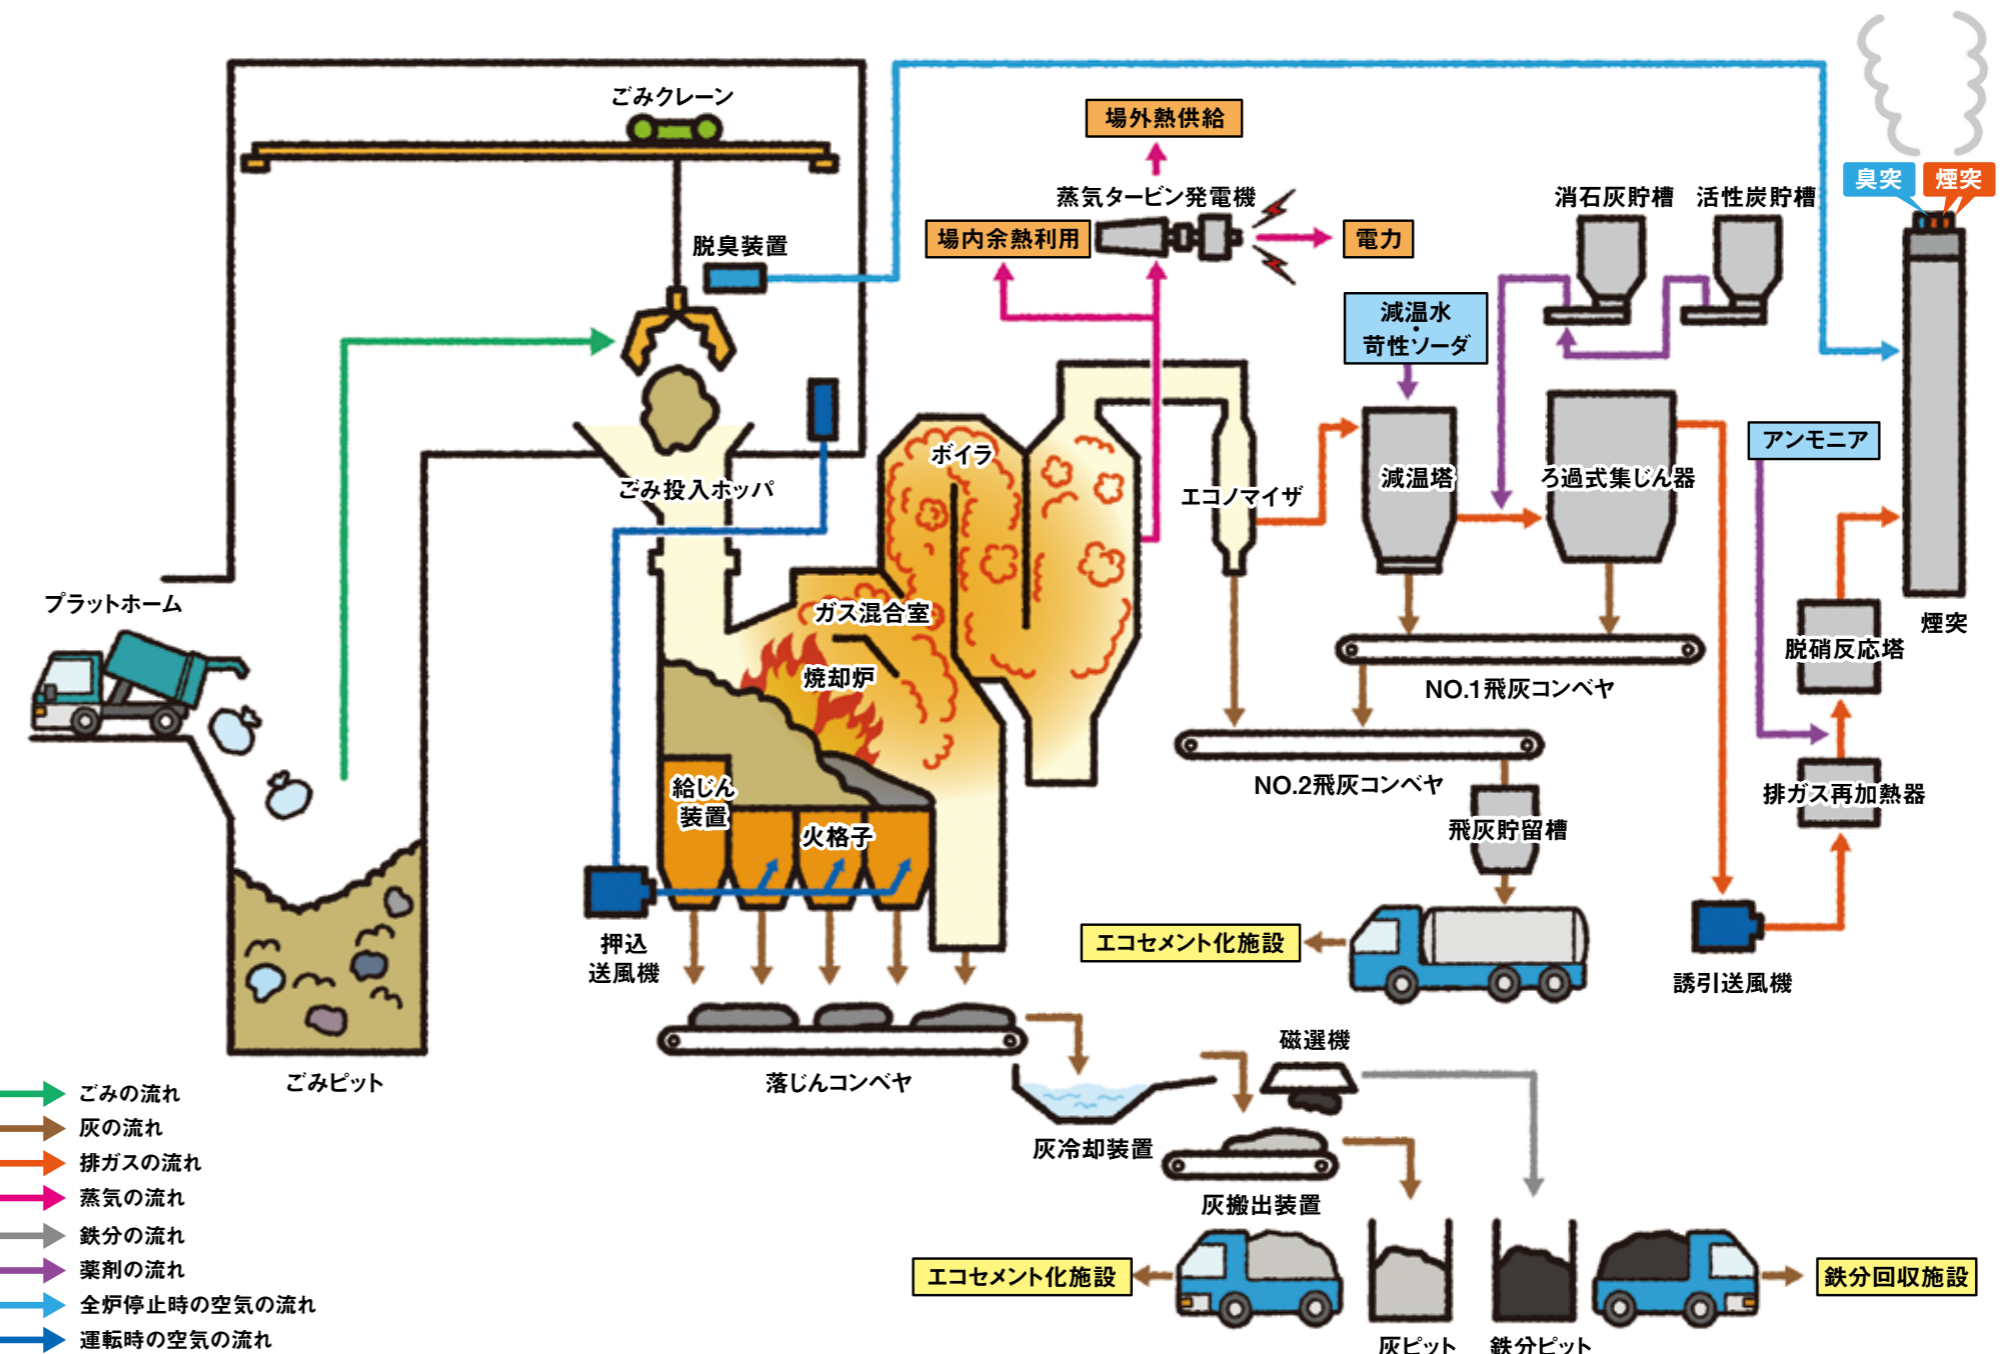 ごみクレーン
場外熱供給
臭突
煙突
蒸気タービン発電機
消石灰貯槽
活性炭貯槽
場内余熱利用
電力
脱臭装置
減温水
・
苛性ソーダ
アンモニア
ボイラ
減温塔
ろ過式集じん器
ごみ投入ホッパ
エコノマイザ
プラットホーム
ガス混合室
煙突
脱硝反応塔
焼却炉
NO.1飛灰コンベヤ
NO.2飛灰コンベヤ
排ガス再加熱器
給じん
装置
火格子
飛灰貯留槽
押込
送風機
エコセメント化施設
誘引送風機
磁選機
ごみピット
落じんコンベヤ
灰冷却装置
灰搬出装置
エコセメント化施設
鉄分回収施設
灰ピット
鉄分ピット
ごみの流れ
灰の流れ
排ガスの流れ
蒸気の流れ
鉄分の流れ
薬剤の流れ
全炉停止時の空気の流れ
運転時の空気の流れ